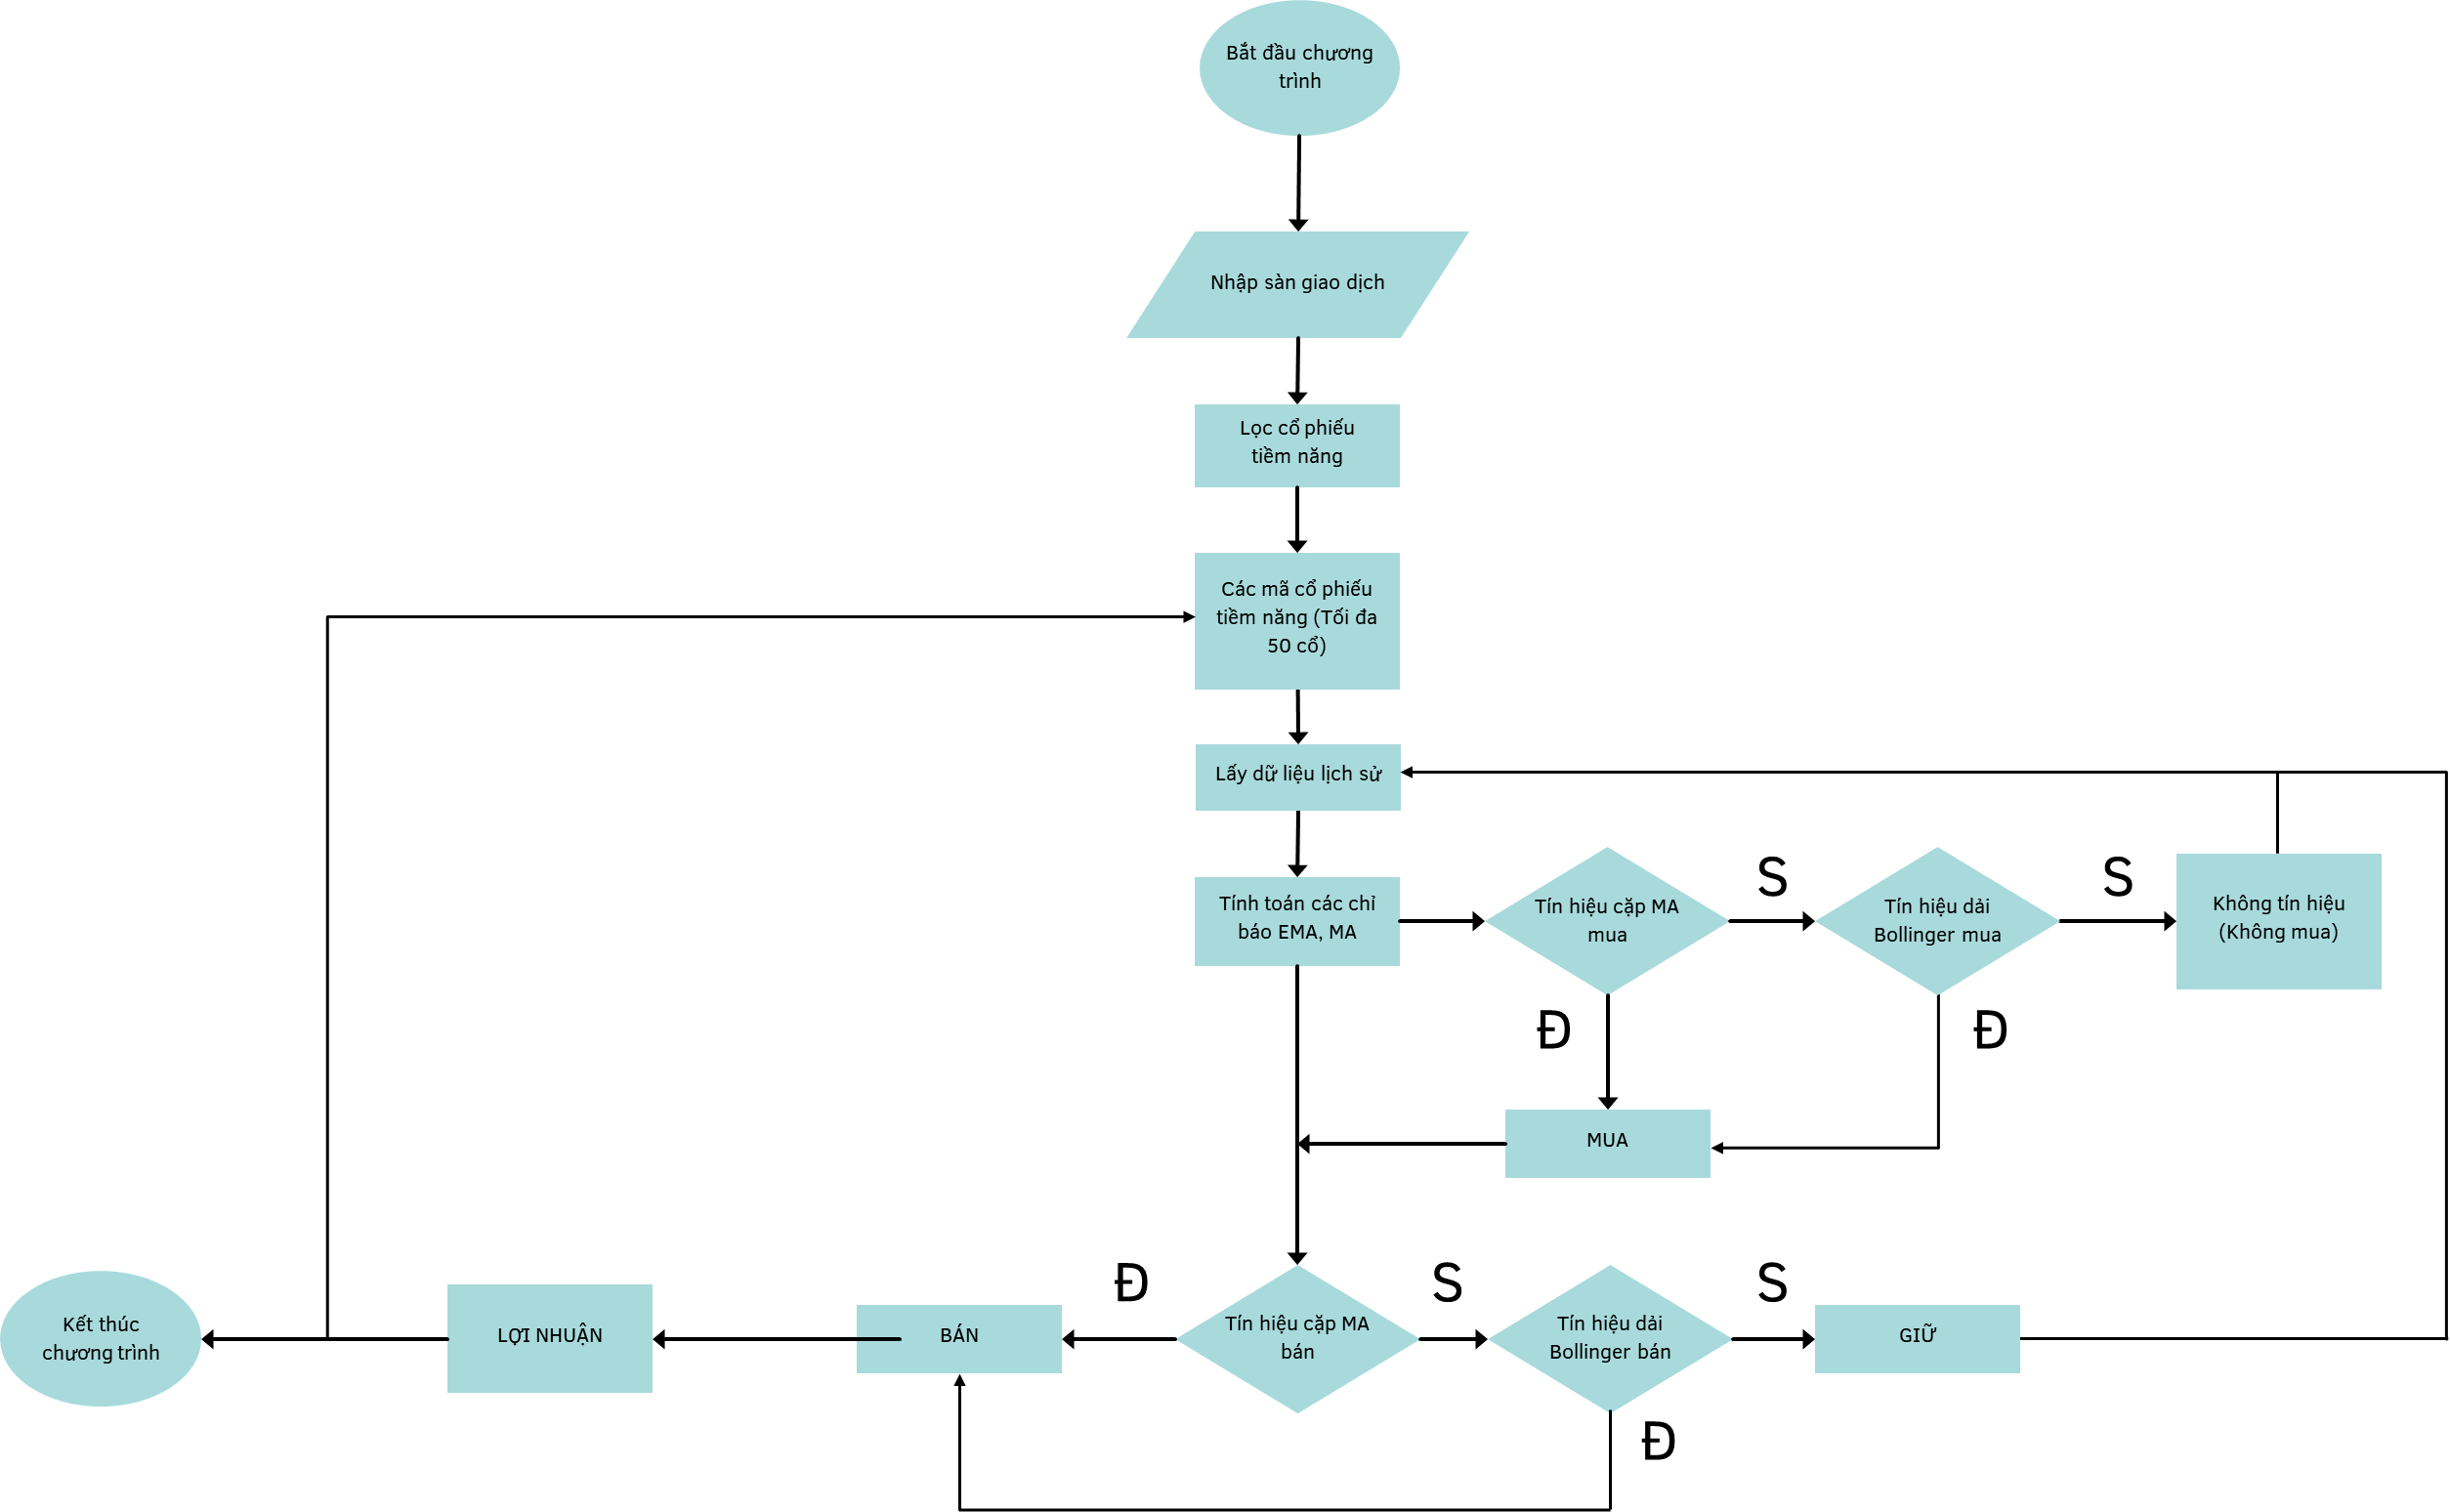 Bắt đầu chương
trình
Nhập sàn giao dịch
Lọc cổ phiếu
tiềm năng
Các mã cổ phiếu
tiềm năng (Tối đa
50 cổ)
Lấy dữ liệu lịch sử
Tính toán các chỉ
báo EMA, MA
Tín hiệu cặp MA
mua
S
Tín hiệu dải
Bollinger mua
S
Không tín hiệu
(Không mua)
Đ
Đ
MUA
Kết thúc
chương trình
LỢI NHUẬN
BÁN
Đ
Tín hiệu cặp MA
bán
S
Tín hiệu dải
Bollinger bán
S
GIỮ
Đ